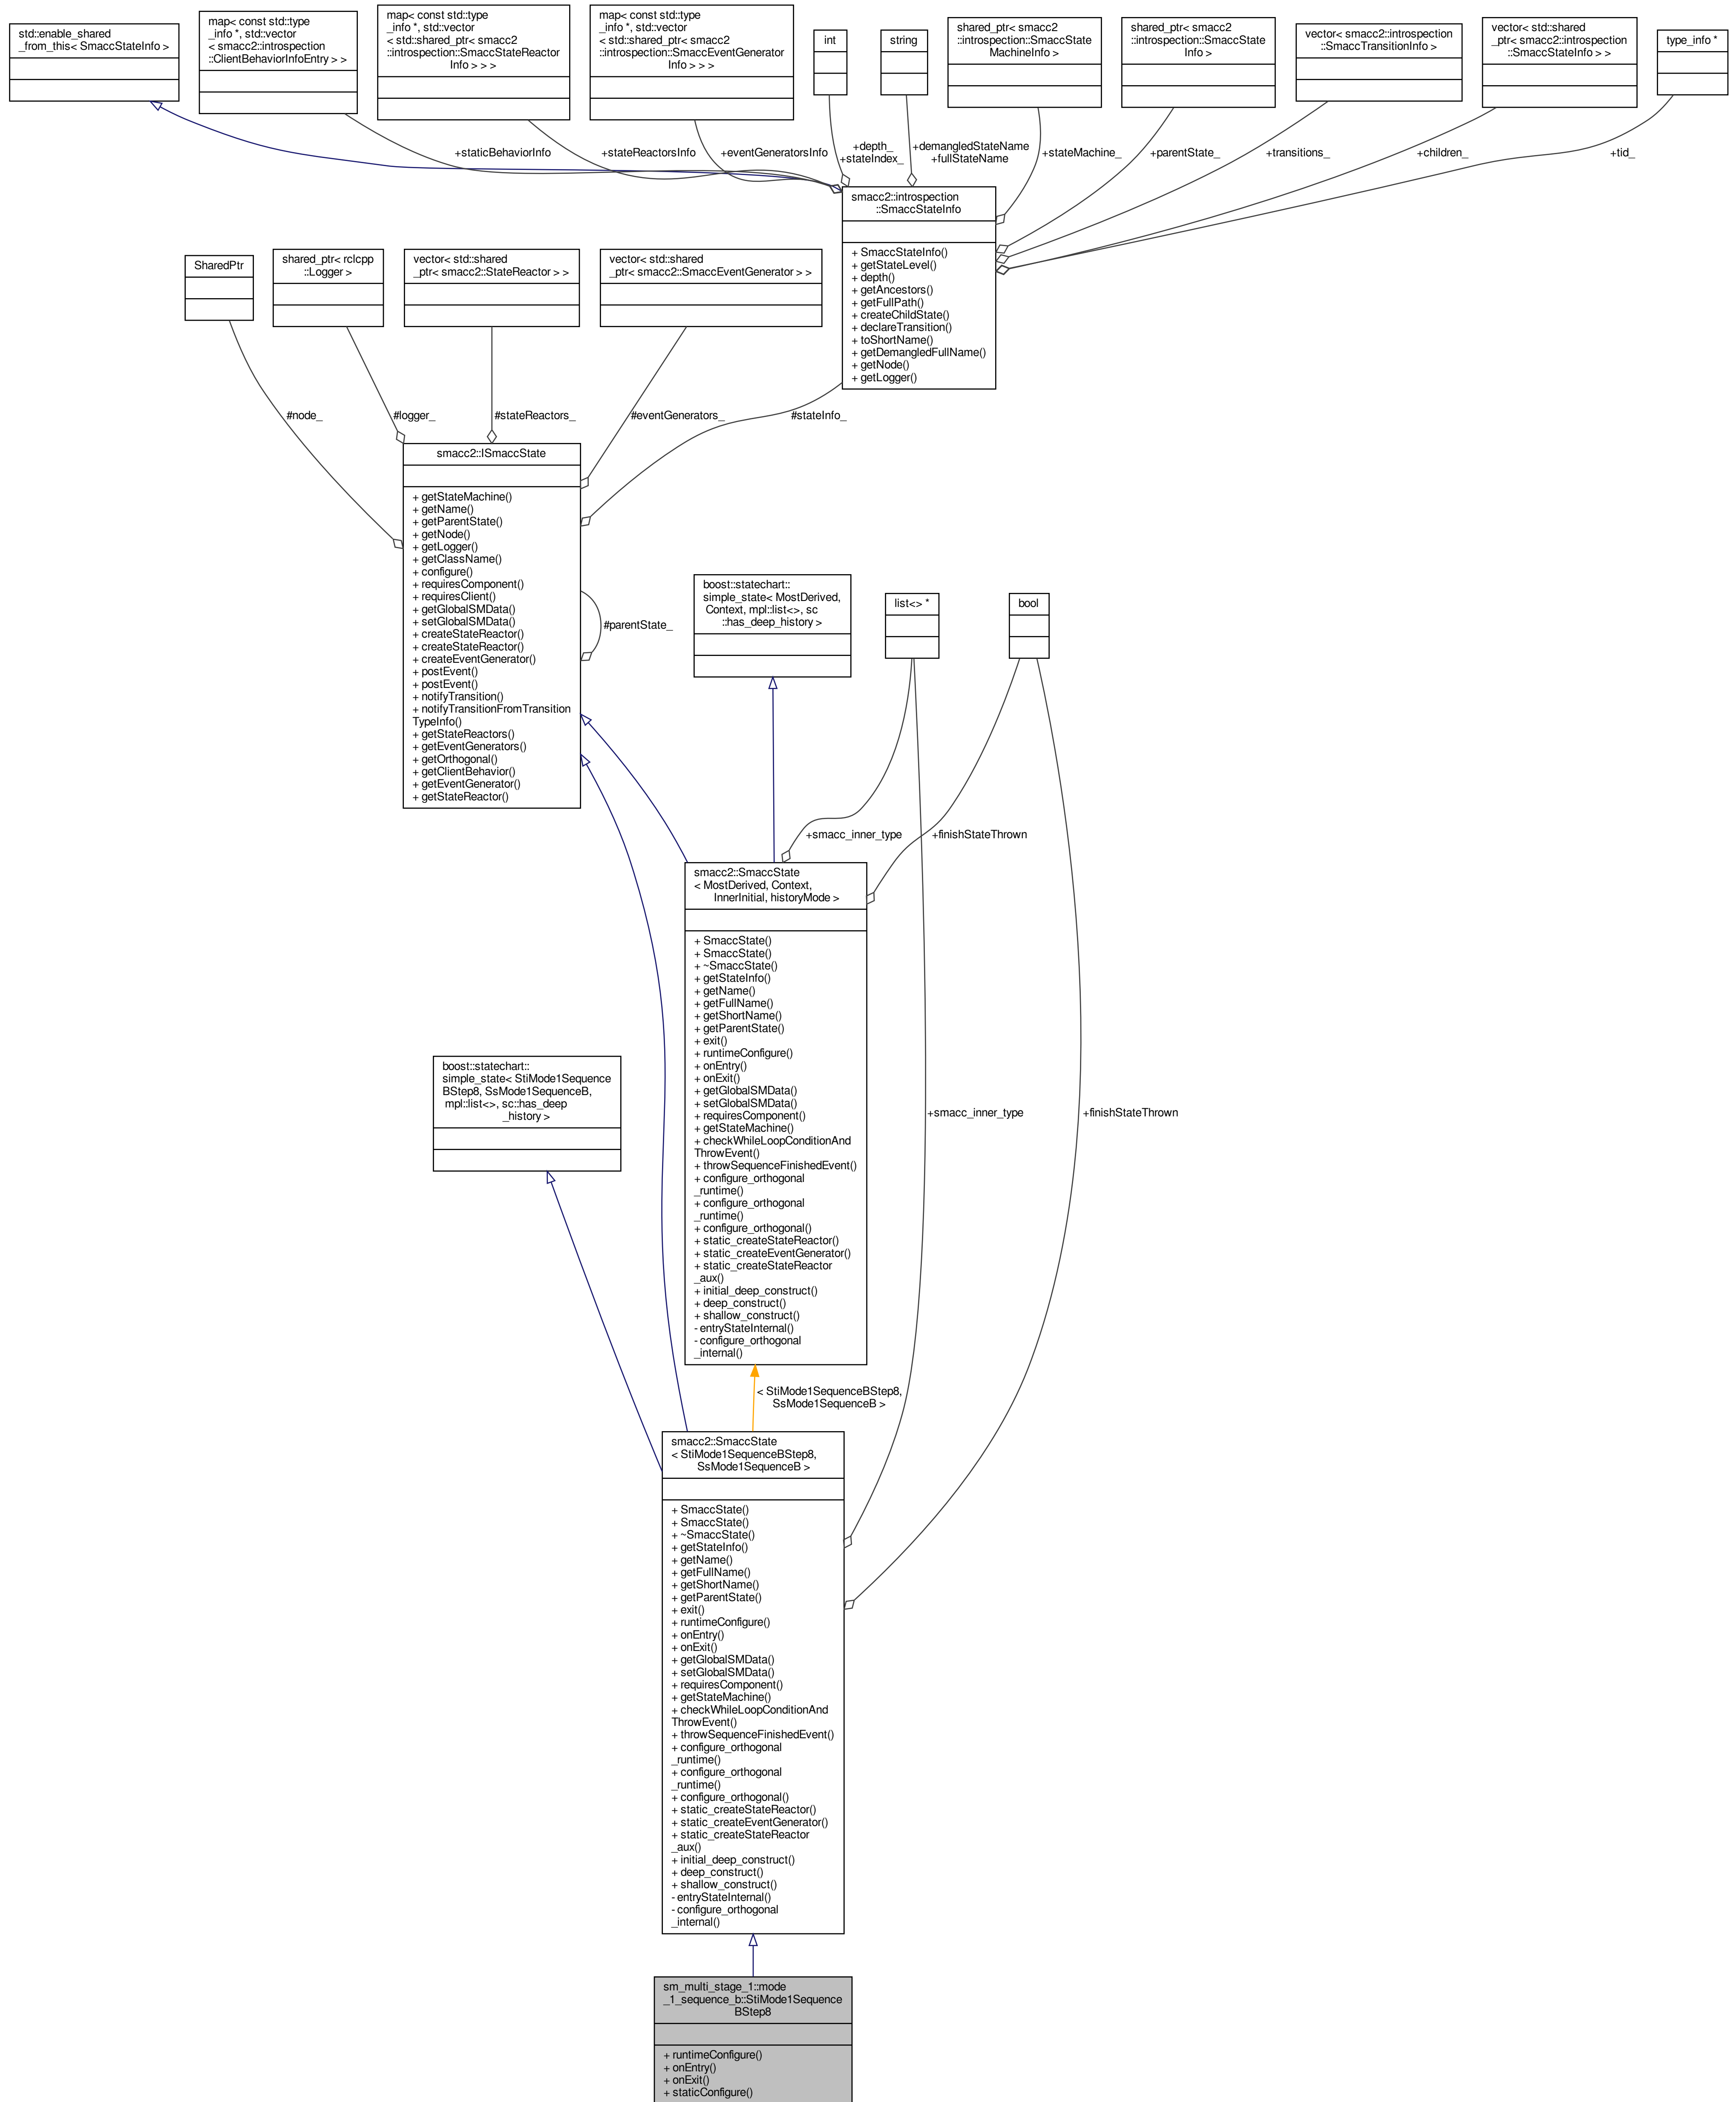 std::enable_shared
_from_this< SmaccStateInfo >
map< const std::type
_info *, std::vector
< smacc2::introspection
::ClientBehaviorInfoEntry > >
map< const std::type
_info *, std::vector
< std::shared_ptr< smacc2
::introspection::SmaccStateReactor
Info > > >
map< const std::type
_info *, std::vector
< std::shared_ptr< smacc2
::introspection::SmaccEventGenerator
Info > > >
int
string
shared_ptr< smacc2
::introspection::SmaccState
MachineInfo >
shared_ptr< smacc2
::introspection::SmaccState
Info >
vector< smacc2::introspection
::SmaccTransitionInfo >
vector< std::shared
_ptr< smacc2::introspection
::SmaccStateInfo > >
type_info *
+staticBehaviorInfo
+stateReactorsInfo
+eventGeneratorsInfo
+depth_
+stateIndex_
+demangledStateName
+fullStateName
+stateMachine_
+parentState_
+transitions_
+children_
+tid_
smacc2::introspection
::SmaccStateInfo
+ SmaccStateInfo()
+ getStateLevel()
+ depth()
+ getAncestors()
+ getFullPath()
+ createChildState()
+ declareTransition()
+ toShortName()
+ getDemangledFullName()
+ getNode()
+ getLogger()
SharedPtr
shared_ptr< rclcpp
::Logger >
vector< std::shared
_ptr< smacc2::StateReactor > >
vector< std::shared
_ptr< smacc2::SmaccEventGenerator > >
#node_
#logger_
#stateReactors_
#eventGenerators_
#stateInfo_
smacc2::ISmaccState
+ getStateMachine()
+ getName()
+ getParentState()
+ getNode()
+ getLogger()
+ getClassName()
+ configure()
+ requiresComponent()
+ requiresClient()
+ getGlobalSMData()
+ setGlobalSMData()
+ createStateReactor()
+ createStateReactor()
+ createEventGenerator()
+ postEvent()
+ postEvent()
+ notifyTransition()
+ notifyTransitionFromTransition
TypeInfo()
+ getStateReactors()
+ getEventGenerators()
+ getOrthogonal()
+ getClientBehavior()
+ getEventGenerator()
+ getStateReactor()
#parentState_
boost::statechart::
simple_state< MostDerived,
Context, mpl::list<>, sc
::has_deep_history >
list<> *
bool
+smacc_inner_type
+finishStateThrown
smacc2::SmaccState
< MostDerived, Context,
InnerInitial, historyMode >
+ SmaccState()
+ SmaccState()
+ ~SmaccState()
+ getStateInfo()
+ getName()
+ getFullName()
+ getShortName()
+ getParentState()
+ exit()
+ runtimeConfigure()
+ onEntry()
+ onExit()
+ getGlobalSMData()
+ setGlobalSMData()
+ requiresComponent()
+ getStateMachine()
+ checkWhileLoopConditionAnd
ThrowEvent()
+ throwSequenceFinishedEvent()
+ configure_orthogonal
_runtime()
+ configure_orthogonal
_runtime()
+ configure_orthogonal()
+ static_createStateReactor()
+ static_createEventGenerator()
+ static_createStateReactor
_aux()
+ initial_deep_construct()
+ deep_construct()
+ shallow_construct()
- entryStateInternal()
- configure_orthogonal
_internal()
boost::statechart::
simple_state< StiMode1Sequence
BStep8, SsMode1SequenceB,
mpl::list<>, sc::has_deep
_history >
+smacc_inner_type
+finishStateThrown
< StiMode1SequenceBStep8,
SsMode1SequenceB >
smacc2::SmaccState
< StiMode1SequenceBStep8,
SsMode1SequenceB >
+ SmaccState()
+ SmaccState()
+ ~SmaccState()
+ getStateInfo()
+ getName()
+ getFullName()
+ getShortName()
+ getParentState()
+ exit()
+ runtimeConfigure()
+ onEntry()
+ onExit()
+ getGlobalSMData()
+ setGlobalSMData()
+ requiresComponent()
+ getStateMachine()
+ checkWhileLoopConditionAnd
ThrowEvent()
+ throwSequenceFinishedEvent()
+ configure_orthogonal
_runtime()
+ configure_orthogonal
_runtime()
+ configure_orthogonal()
+ static_createStateReactor()
+ static_createEventGenerator()
+ static_createStateReactor
_aux()
+ initial_deep_construct()
+ deep_construct()
+ shallow_construct()
- entryStateInternal()
- configure_orthogonal
_internal()
sm_multi_stage_1::mode
_1_sequence_b::StiMode1Sequence
BStep8
+ runtimeConfigure()
+ onEntry()
+ onExit()
+ staticConfigure()